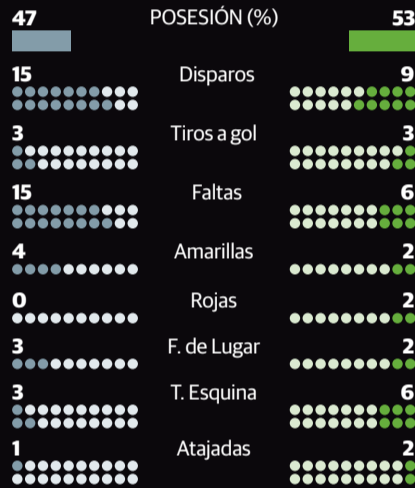 47 POSESIÓN (%) 53
15 Disparos 9
3 Tiros a gol 3
15 Faltas 6
4 Amarillas 2
0 Rojas 2
3 F. de Lugar 2
3 T. Esquina 6
1 Atajadas 2